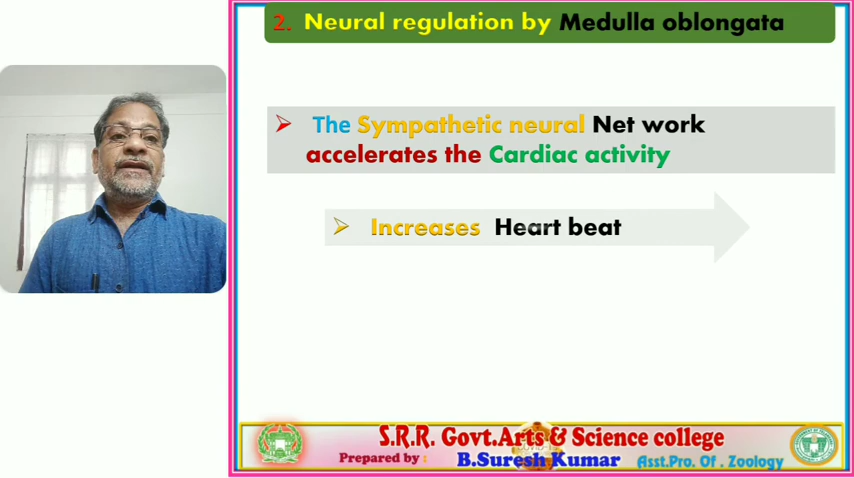 2. Neural regulation by Medulla oblongata
The Sympathetic neural Net work
accelerates the Cardiac activity
Increases Heart beat
S.R.R. Govt.Arts & Science college
Prepared by : B.Suresh Kumar Asst.Pro. Of . Zoology